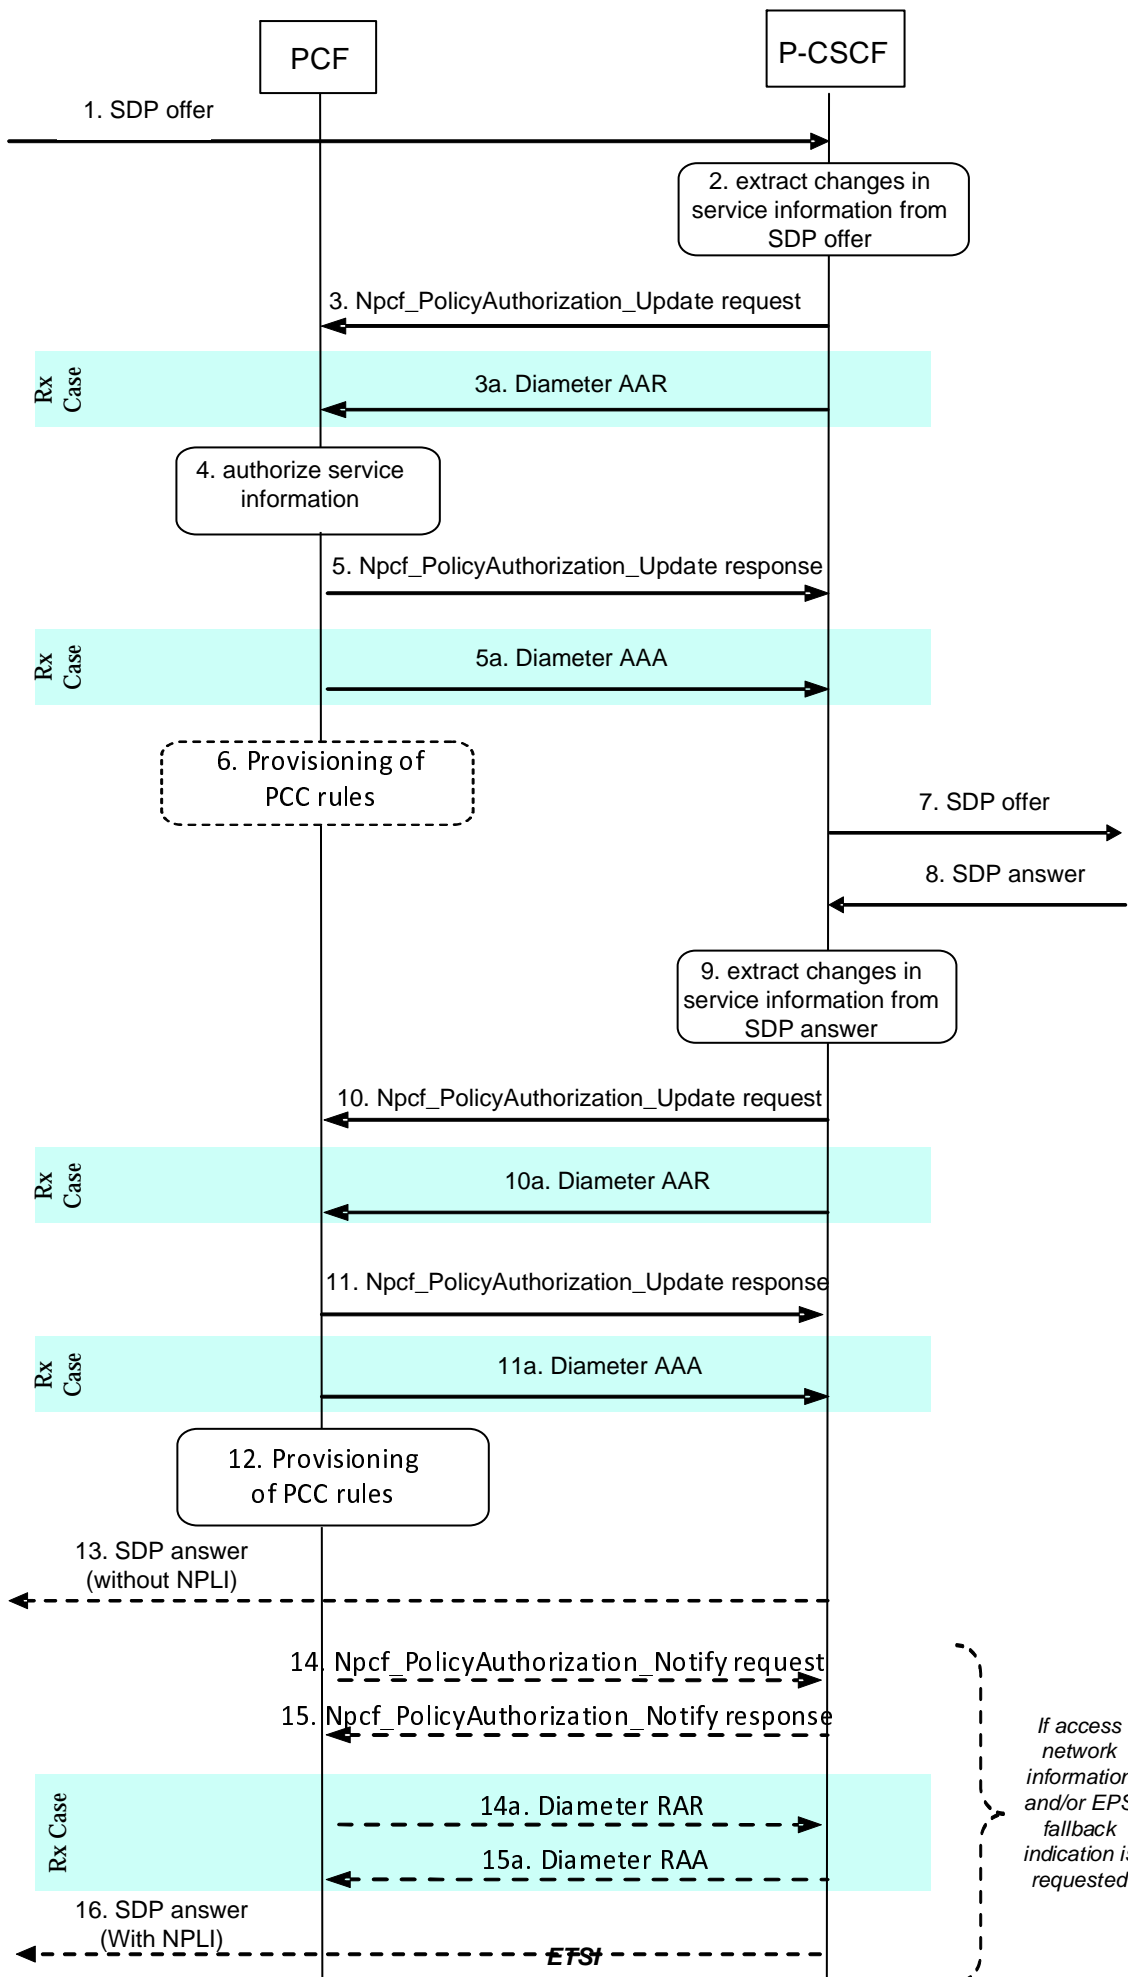 PCF
P-CSCF
1. SDP offer
2. extract changes in
service information from
SDP offer
3. Npcf_PolicyAuthorization_Update request
Rx
Case
3a. Diameter AAR
4. authorize service
information
5. Npcf_PolicyAuthorization_Update response
Rx
Case
5a. Diameter AAA
6. Provisioning of
PCC rules
7. SDP offer
8. SDP answer
9. extract changes in
service information from
SDP answer
10. Npcf_PolicyAuthorization_Update request
Rx
Case
10a. Diameter AAR
11. Npcf_PolicyAuthorization_Update response
Rx
Case
11a. Diameter AAA
12. Provisioning
of PCC rules
13. SDP answer
(without NPLI)
14. Npcf_PolicyAuthorization_Notify request
15. Npcf_PolicyAuthorization_Notify response
If access
network
information
and/or EPS
fallback
indication is
requested
Rx Case
14a. Diameter RAR
15a. Diameter RAA
16. SDP answer
(With NPLI)
ETSI